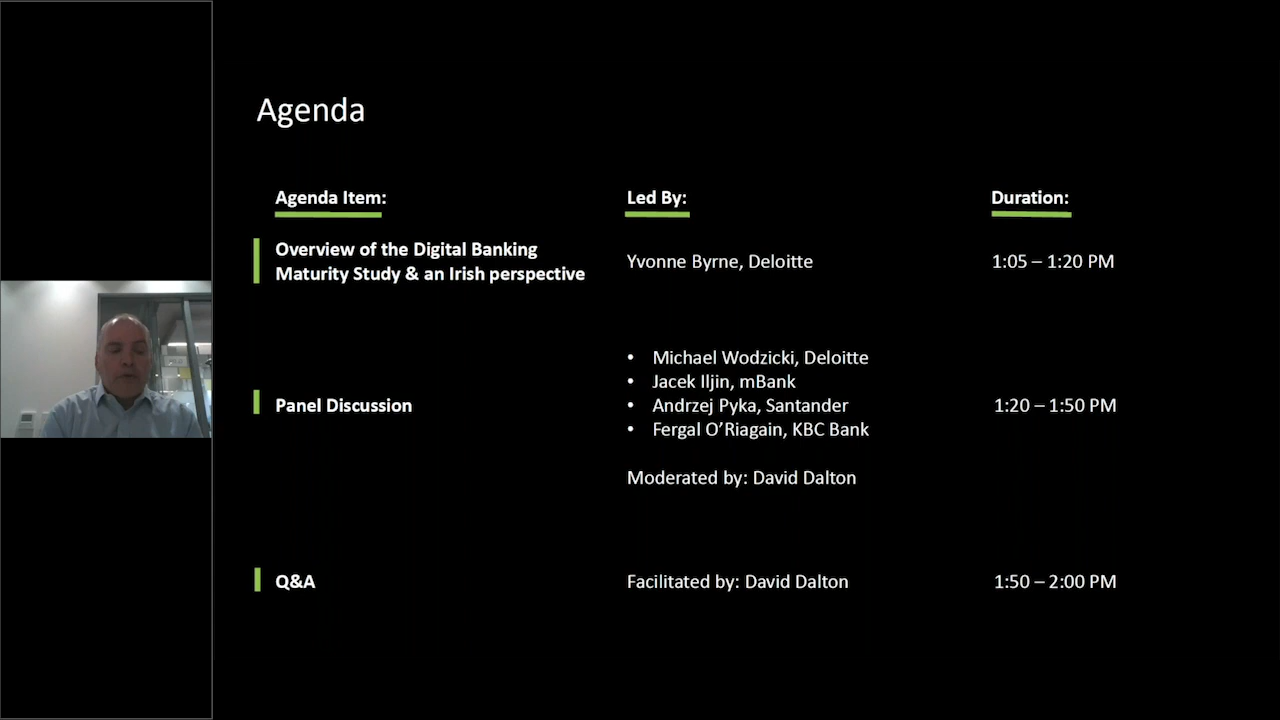 Agenda
Agenda Item:
Led By:
Duration:
Overview of the Digital Banking
Maturity Study & an Irish perspective
Yvonne Byrne, Deloitte
1:05 – 1:20 PM
Panel Discussion
• Michael Wodzicki, Deloitte
• Jacek Iljin, mBank
• Andrzej Pyka, Santander
• Fergal O’Riagain, KBC Bank
Moderated by: David Dalton
1:20 – 1:50 PM
Q&A
Facilitated by: David Dalton
1:50 – 2:00 PM